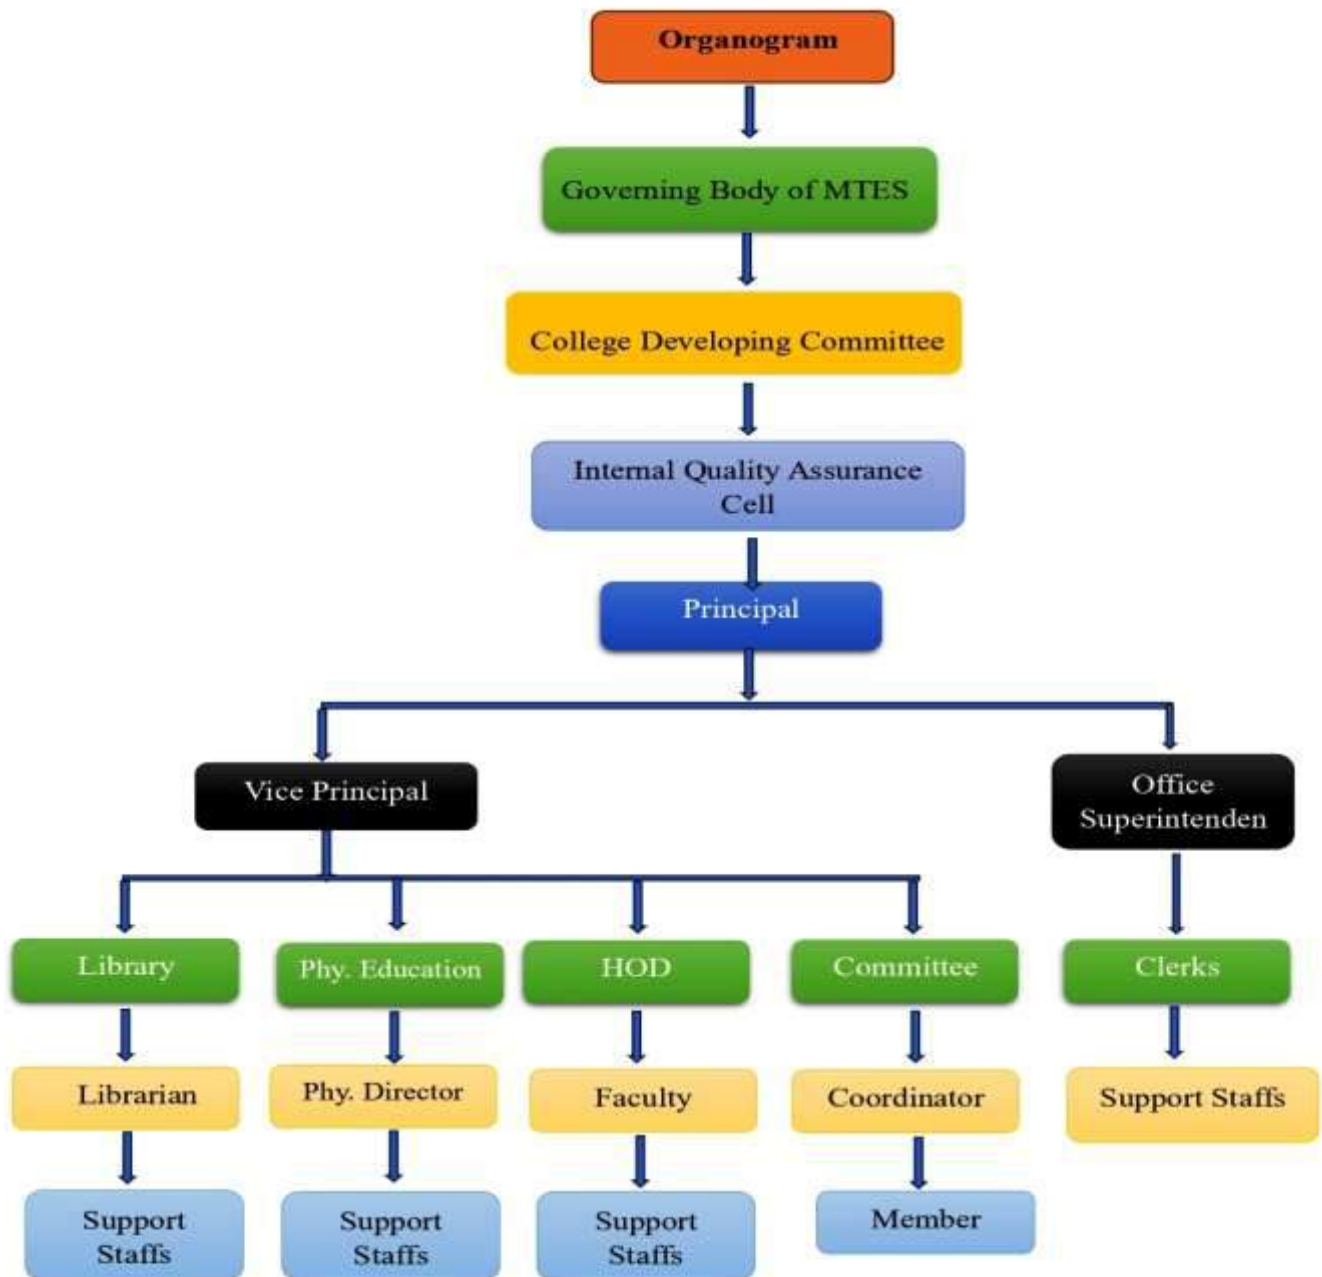 Organogram
Governing Body of MTES
College Developing Committee
Internal Quality Assurance
Cell
Principal
Vice Principal
Office
Superintenden
Library
Phy. Education
HOD
Committee
Clerks
Librarian
Phy. Director
Faculty
Coordinator
Support Staffs
Support
Staffs
Support
Staffs
Support
Staffs
Member